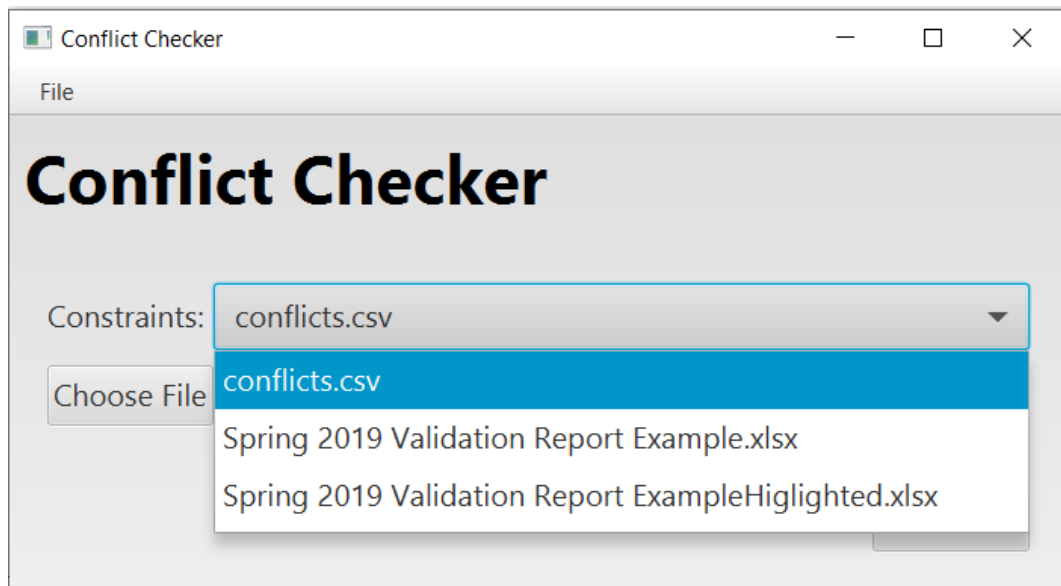 Conflict Checker
File
Conflict Checker
Constraints: conflicts.csv
conflicts.csv
Choose File
Spring 2019 Validation Report Example.xlsx
Spring 2019 Validation Report ExampleHiglighted.xlsx